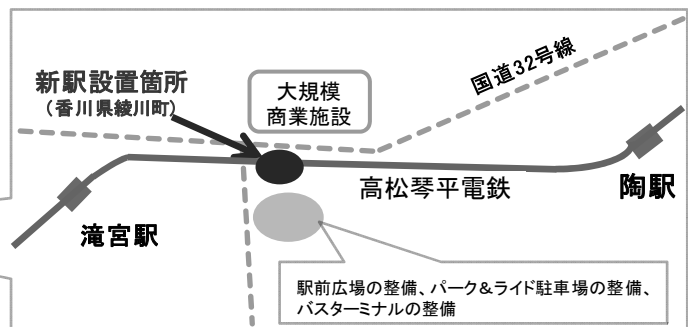 新駅設置箇所
(香川県綾川町)
大規模
商業施設
国道32号線
高松琴平電鉄
陶駅
滝宮駅
駅前広場の整備、パーク&ライド駐車場の整備、
バスターミナルの整備